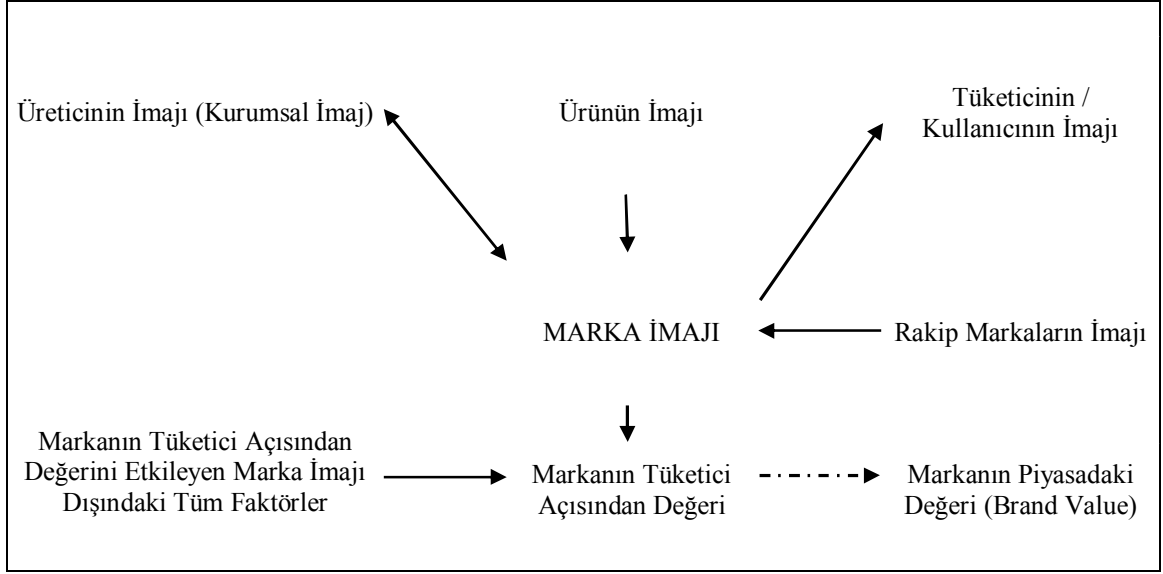 Üreticinin İmajı (Kurumsal İmaj)
Ürünün İmajı
Tüketicinin /
Kullanıcının İmajı
MARKA İMAJI
Rakip Markaların İmajı
Markanın Tüketici Açısından
Değerini Etkileyen Marka İmajı
Dışındaki Tüm Faktörler
Markanın Tüketici
Açısından Değeri
Markanın Piyasadaki
Değeri (Brand Value)